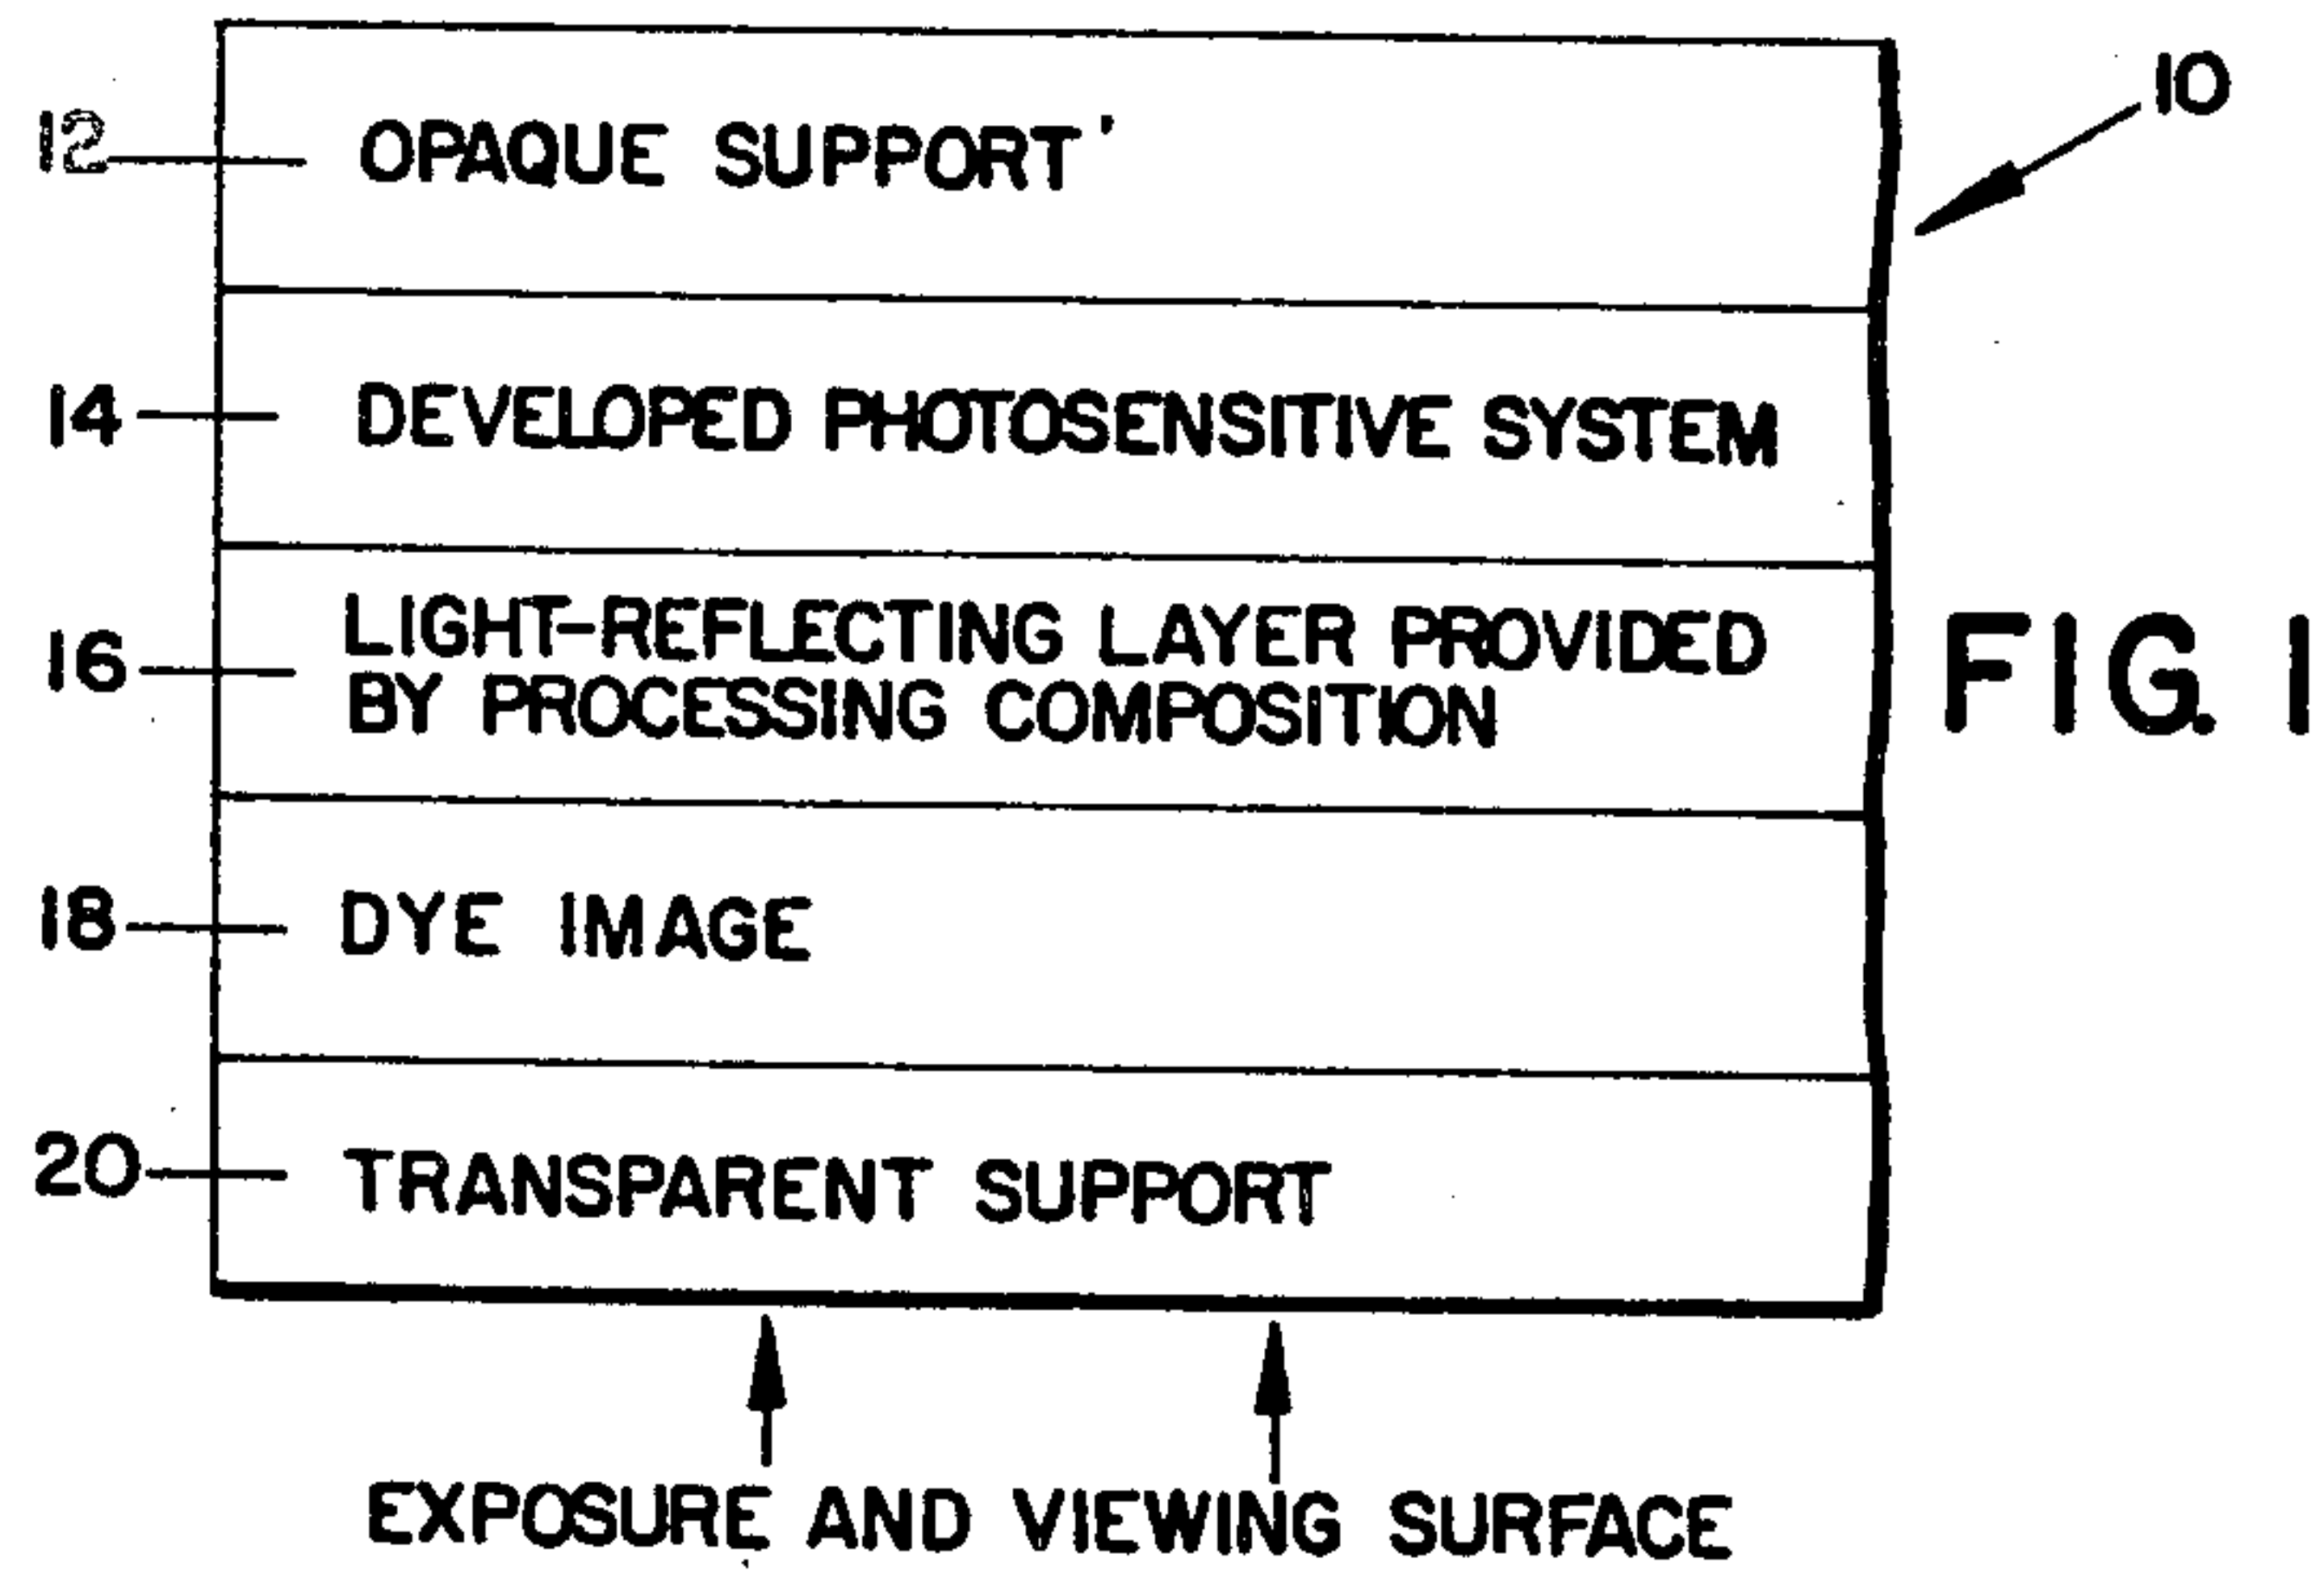 10
12 OPAQUE SUPPORT
14 DEVELOPED PHOTOSENSITIVE SYSTEM
16 LIGHT-REFLECTING LAYER PROVIDED
BY PROCESSING COMPOSITION
FIG. 1
18 DYE IMAGE
20 TRANSPARENT SUPPORT
EXPOSURE AND VIEWING SURFACE